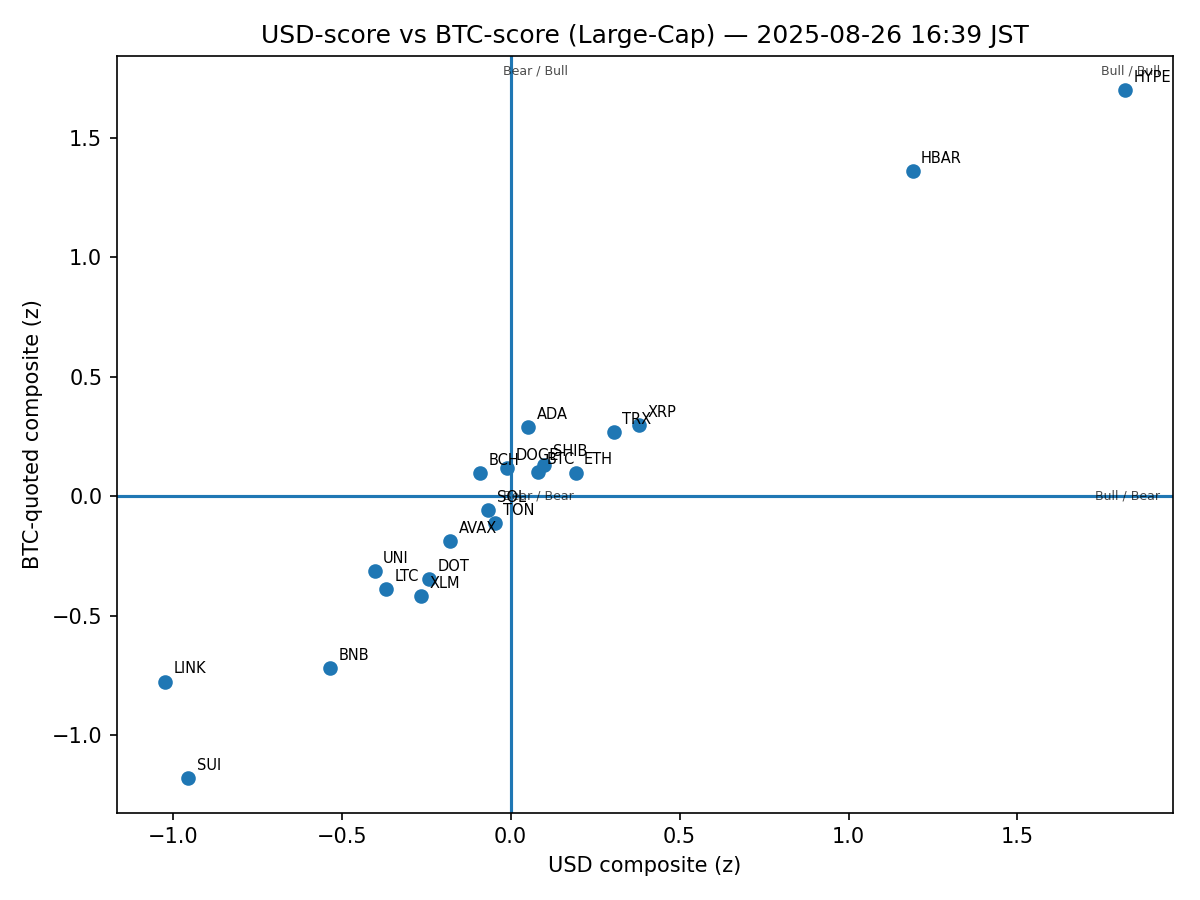 USD-score vs BTC-score (Large-Cap) — 2025-08-26 16:39 JST
Bear / Bull
Bull / Bull
HYPE
HBAR
ADA
TRX
XRP
BCH
DOGE
SHIB
BTC
ETH
SOL
Bear / Bear
Bull / Bear
TON
AVAX
UNI
LTC
DOT
XLM
BNB
LINK
SUI
1.5
1.0
0.5
0.0
−0.5
−1.0
BTC-quoted composite (z)
−1.0
−0.5
0.0
0.5
1.0
1.5
USD composite (z)